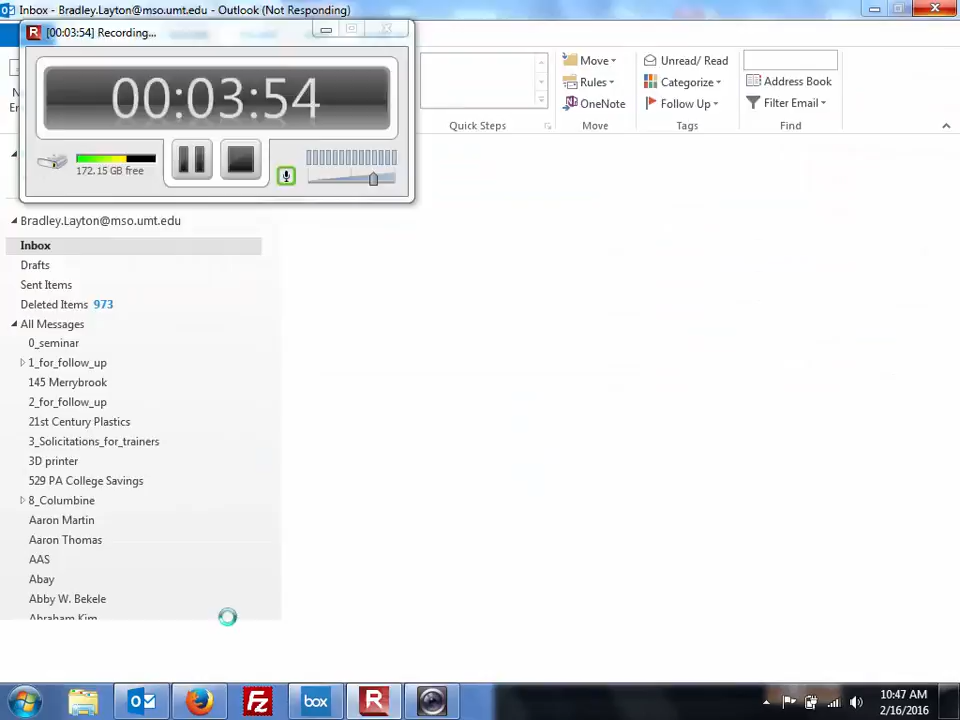 Inbox - Bradley.Layton@mso.umt.edu - Outlook (Not Responding)
R [00:03:54] Recording...
00:03:54
172.15 GB free
Move
Rules
OneNote
Unread/ Read
Categorize
Follow Up
Address Book
Filter Email
Quick Steps
Move
Tags
Find
Bradley.Layton@mso.umt.edu
Inbox
Drafts
Sent Items
Deleted Items 973
All Messages
0_seminar
1_for_follow_up
145 Merrybrook
2_for_follow_up
21st Century Plastics
3_Solicitations_for_trainers
3D printer
529 PA College Savings
8_Columbine
Aaron Martin
Aaron Thomas
AAS
Abay
Abby W. Bekele
Abraham Kim
box
10:47 AM
2/16/2016